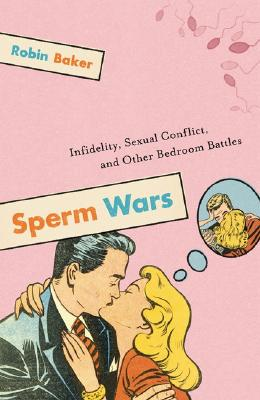 Robin Baker
Infidelity, Sexual Conflict,
and Other Bedroom Battles
Sperm Wars